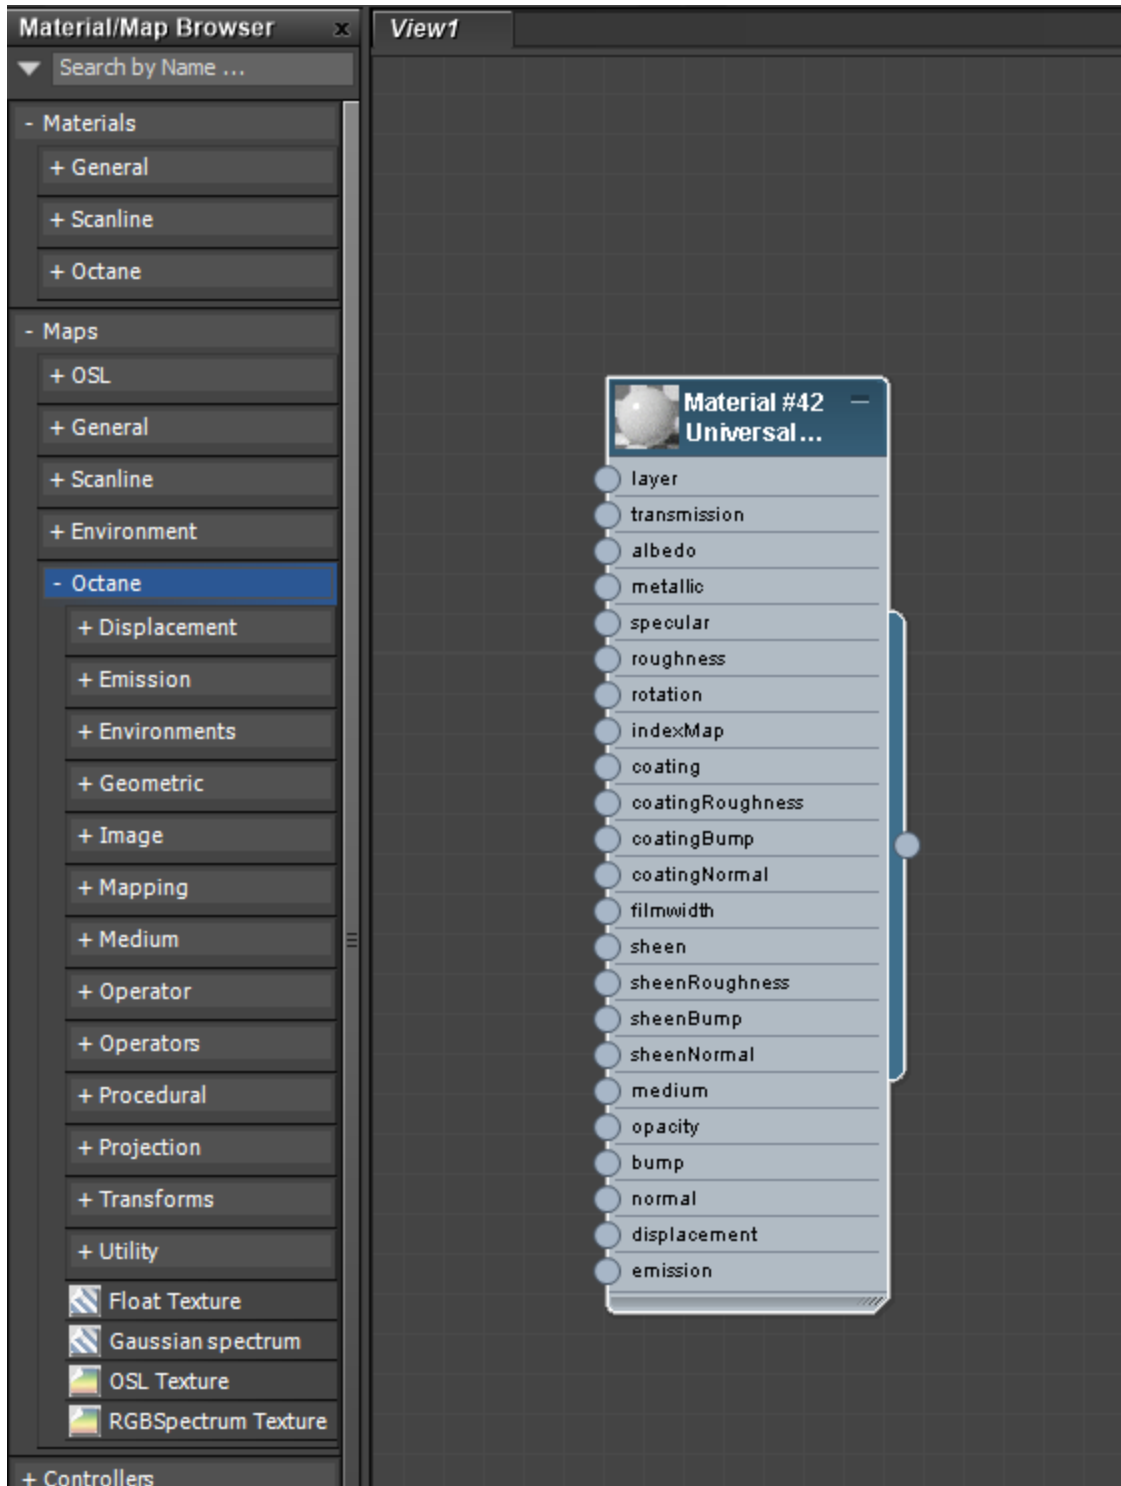 Material/Map Browser x
Search by Name ...
- Materials
+ General
+ Scanline
+ Octane
- Maps
+ OSL
+ General
+ Scanline
+ Environment
- Octane
+ Displacement
+ Emission
+ Environments
+ Geometric
+ Image
+ Mapping
+ Medium
+ Operator
+ Operators
+ Procedural
+ Projection
+ Transforms
+ Utility
Float Texture
Gaussian spectrum
OSL Texture
RGBSpectrum Texture
+ Controllers
View1
Material #42
Universal...
layer
transmission
albedo
metallic
specular
roughness
rotation
indexMap
coating
coatingRoughness
coatingBump
coatingNormal
filmwidth
sheen
sheenRoughness
sheenBump
sheenNormal
medium
opacity
bump
normal
displacement
emission